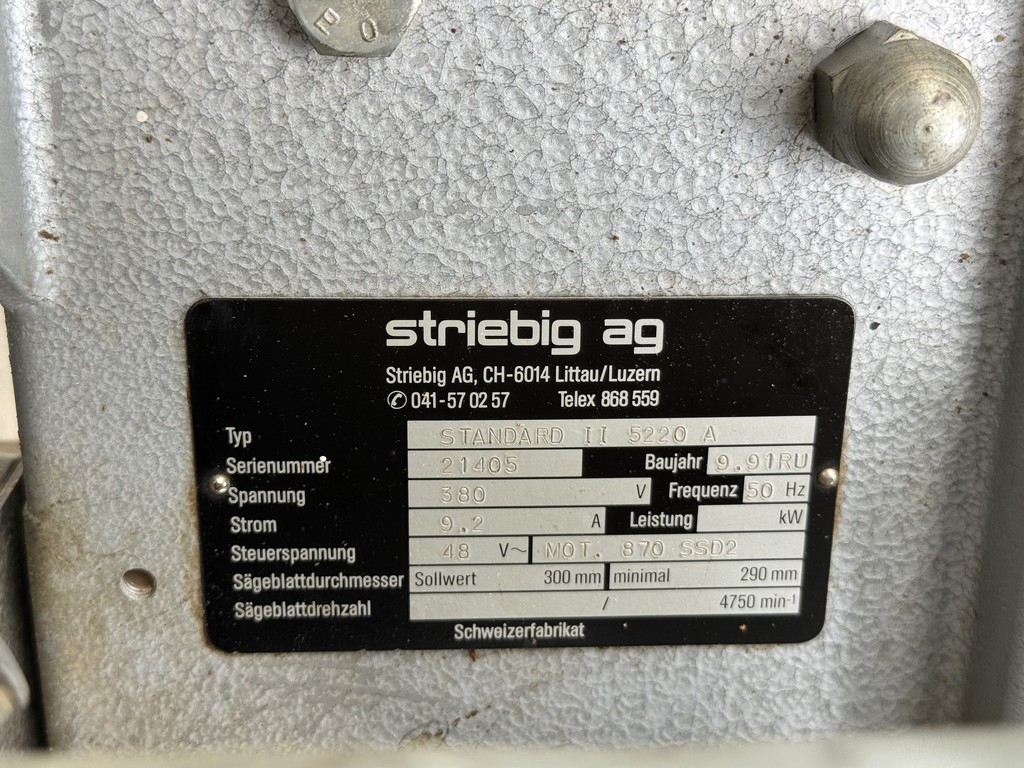 striebig ag
Striebig AG, CH-6014 Littau/Luzern
✆ 041-57 02 57 Telex 868 559
Typ STANDARD II 5220 A
Serienummer 21405 Baujahr 9.91RU
Spannung 380 V Frequenz 50 Hz
Strom 9.2 A Leistung kW
Steuerspannung 48 V~ MOT. 870 SSD2
Sägeblattdurchmesser Sollwert 300 mm minimal 290 mm
Sägeblattdrehzahl / 4750 min⁻¹
Schweizerfabrikat